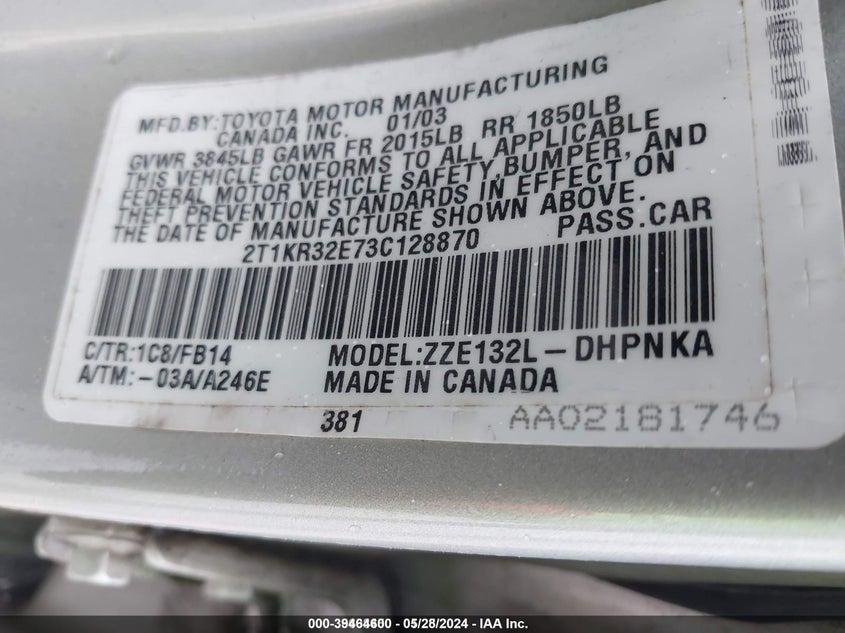 MFD.BY:TOYOTA MOTOR MANUFACTURING
CANADA INC. 01/03
GVWR 3845LB GAWR FR 2015LB RR 1850LB
THIS VEHICLE CONFORMS TO ALL APPLICABLE
FEDERAL MOTOR VEHICLE SAFETY,BUMPER, AND
THEFT PREVENTION STANDARDS IN EFFECT ON
THE DATE OF MANUFACTURE SHOWN ABOVE.
2T1KR32E73C128870 PASS.CAR
C/TR:1C8/FB14 MODEL:ZZE132L-DHPNKA
A/TM:-03A/A246E MADE IN CANADA
381 AA02181746
05/28/2024 - IAA Inc.